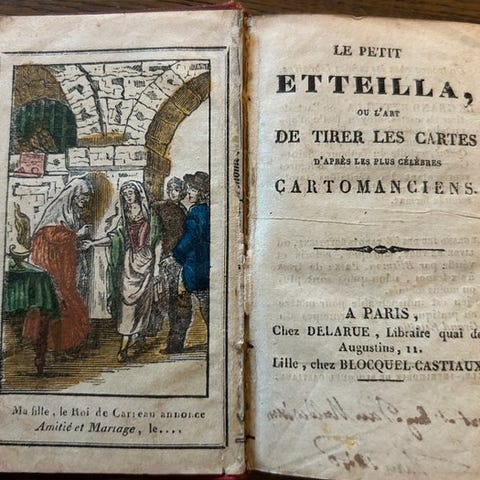 Ma fille, le Roi de Carreau annonce
Amitié et Mariage, le....
LE PETIT
ETTEILLA,
OU L'ART
DE TIRER LES CARTES
D'APRÈS LES PLUS CÉLÈBRES
CARTOMANCIENS.
A PARIS,
Chez DELARUE, Libraire quai de
Augustins, 11.
Lille, chez BLOCQUEL-CASTIAUX